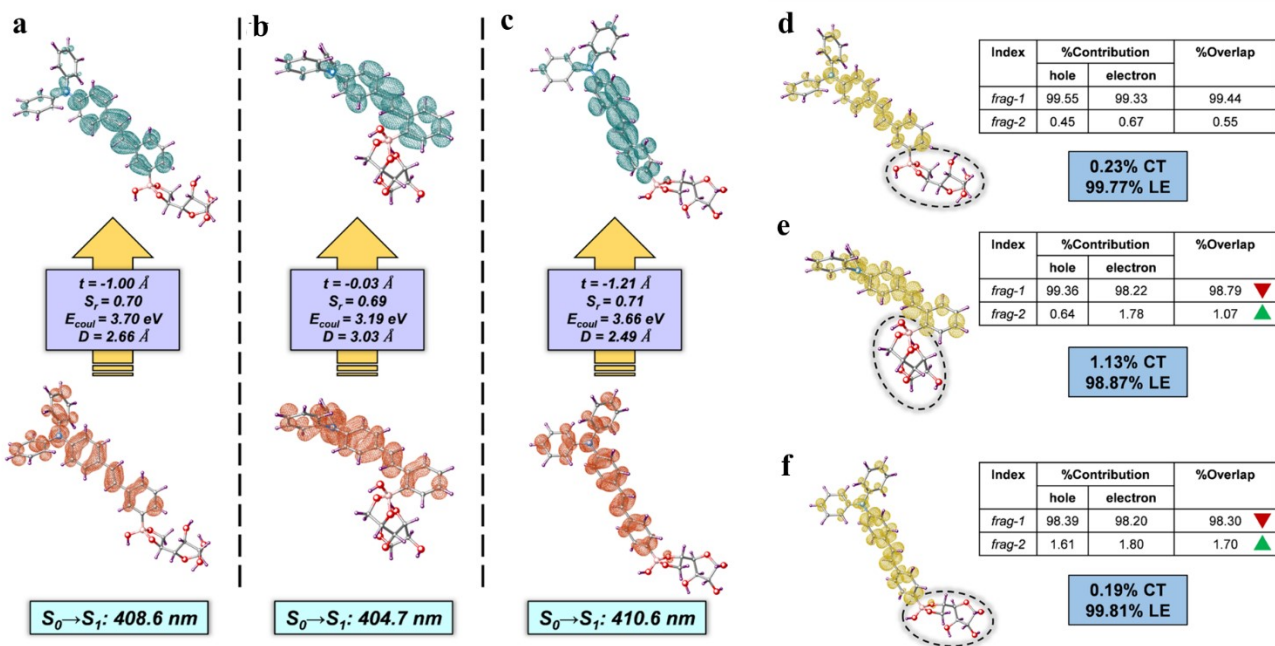 a
t = -1.00 Å
Sr = 0.70
Ecoul = 3.70 eV
D = 2.66 Å
S0→S1: 408.6 nm
b
t = -0.03 Å
Sr = 0.69
Ecoul = 3.19 eV
D = 3.03 Å
S0→S1: 404.7 nm
c
t = -1.21 Å
Sr = 0.71
Ecoul = 3.66 eV
D = 2.49 Å
S0→S1: 410.6 nm
d
Index %Contribution %Overlap
hole electron
frag-1 99.55 99.33 99.44
frag-2 0.45 0.67 0.55
0.23% CT
99.77% LE
e
Index %Contribution %Overlap
hole electron
frag-1 99.36 98.22 98.79
frag-2 0.64 1.78 1.07
1.13% CT
98.87% LE
f
Index %Contribution %Overlap
hole electron
frag-1 98.39 98.20 98.30
frag-2 1.61 1.80 1.70
0.19% CT
99.81% LE